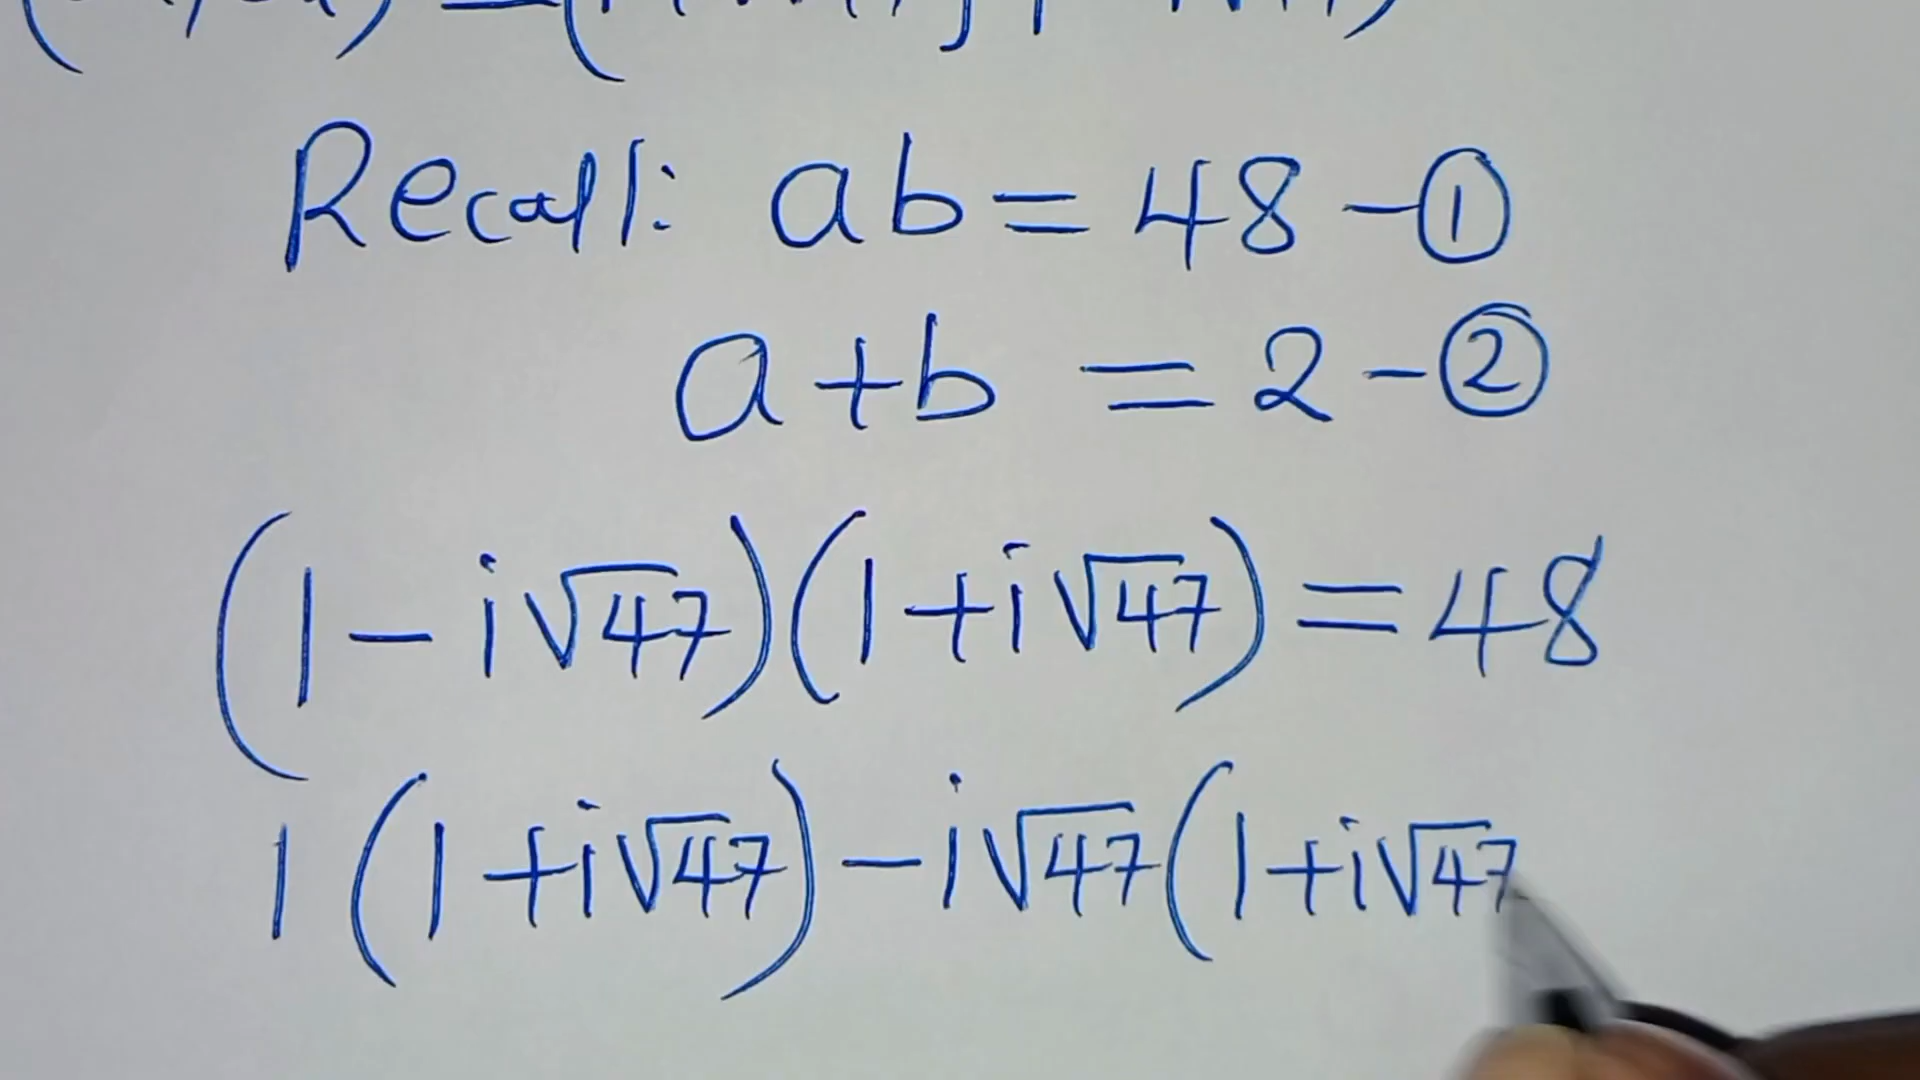 Recall: ab = 48 - ①
a + b = 2 - ②
(1 - i√47)(1 + i√47) = 48
1(1 + i√47) - i√47(1 + i√47